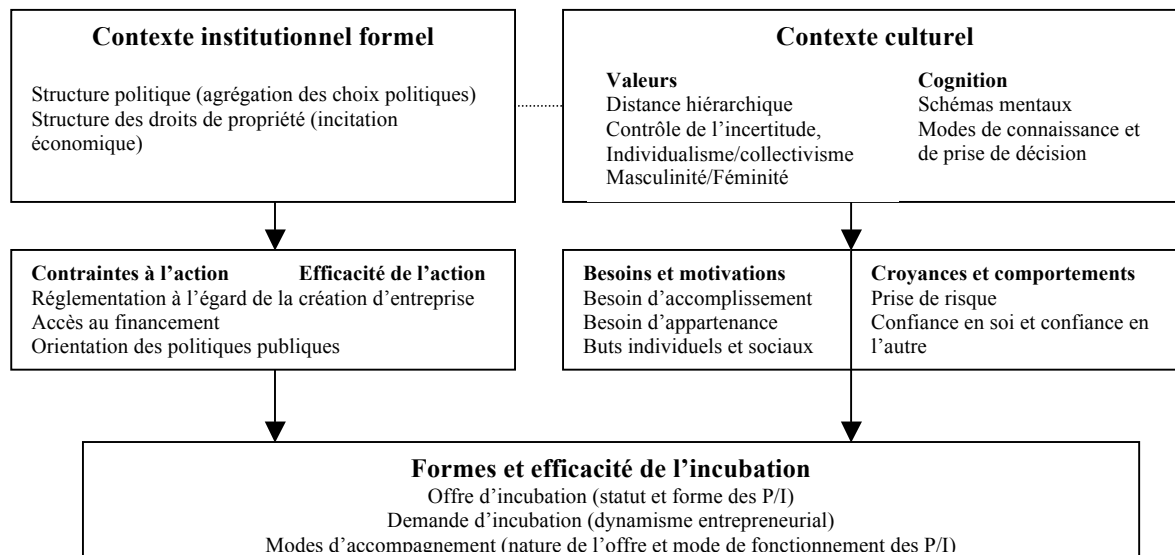 Contexte institutionnel formel
Structure politique (agrégation des choix politiques)
Structure des droits de propriété (incitation
économique)
Contexte culturel
Valeurs
Distance hiérarchique
Contrôle de l’incertitude,
Individualisme/collectivisme
Masculinité/Féminité
Cognition
Schémas mentaux
Modes de connaissance et
de prise de décision
Contraintes à l’action Efficacité de l’action
Réglementation à l’égard de la création d’entreprise
Accès au financement
Orientation des politiques publiques
Besoins et motivations
Besoin d’accomplissement
Besoin d’appartenance
Buts individuels et sociaux
Croyances et comportements
Prise de risque
Confiance en soi et confiance en
l’autre
Formes et efficacité de l’incubation
Offre d’incubation (statut et forme des P/I)
Demande d’incubation (dynamisme entrepreneurial)
Modes d’accompagnement (nature de l’offre et mode de fonctionnement des P/I)